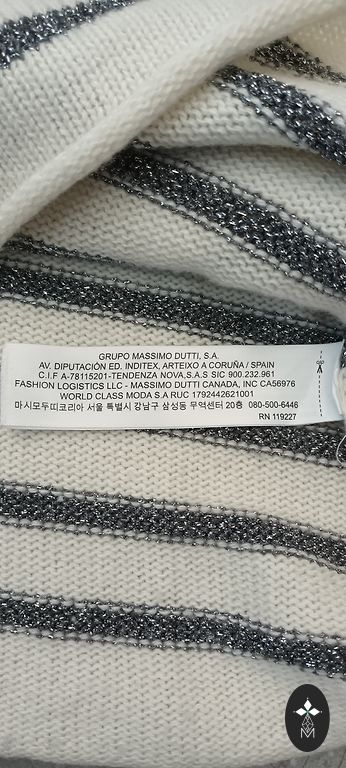 GRUPO MASSIMO DUTTI, S.A.
AV. DIPUTACIÓN ED. INDITEX, ARTEIXO A CORUÑA / SPAIN
C.I.F A-78115201-TENDENZA NOVA,S.A.S SIC 900.232.961
FASHION LOGISTICS LLC - MASSIMO DUTTI CANADA, INC CA56976
WORLD CLASS MODA S.A RUC 1792442621001
마시모두띠코리아 서울 특별시 강남구 삼성동 무역센터 20층 080-500-6446
RN 119227
M